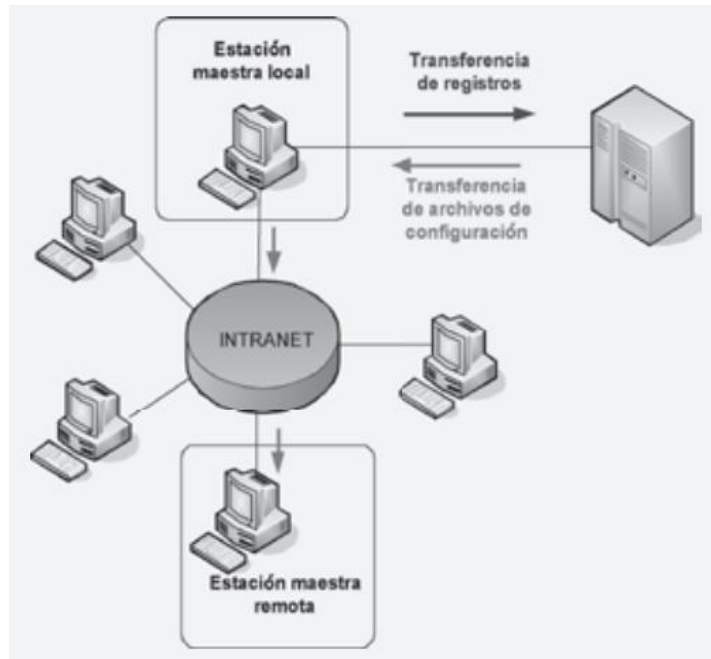 Estación
maestra local
Transferencia
de registros
Transferencia
de archivos de
configuración
INTRANET
Estación maestra
remota